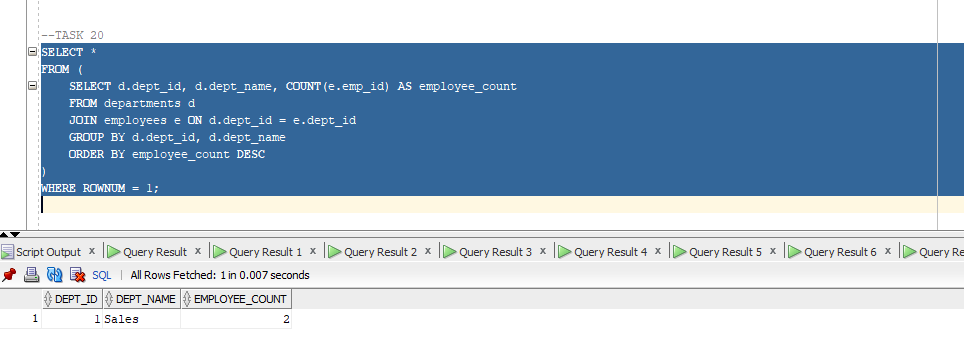 --TASK 20
SELECT *
FROM (
SELECT d.dept_id, d.dept_name, COUNT(e.emp_id) AS employee_count
FROM departments d
JOIN employees e ON d.dept_id = e.dept_id
GROUP BY d.dept_id, d.dept_name
ORDER BY employee_count DESC
)
WHERE ROWNUM = 1;
Script Output x Query Result x Query Result 1 x Query Result 2 x Query Result 3 x Query Result 4 x Query Result 5 x Query Result 6 x Query Re
SQL | All Rows Fetched: 1 in 0.007 seconds
DEPT_ID DEPT_NAME EMPLOYEE_COUNT
1 1 Sales 2